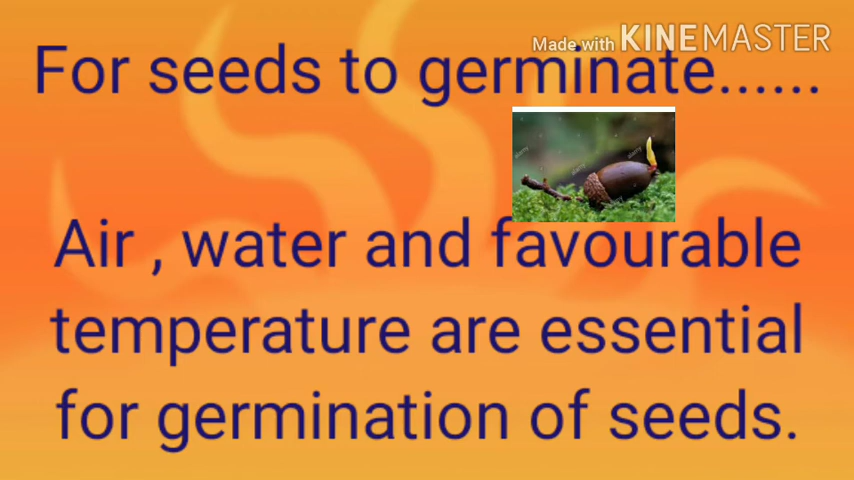 Made with KINEMASTER
For seeds to germinate......
Air , water and favourable
temperature are essential
for germination of seeds.